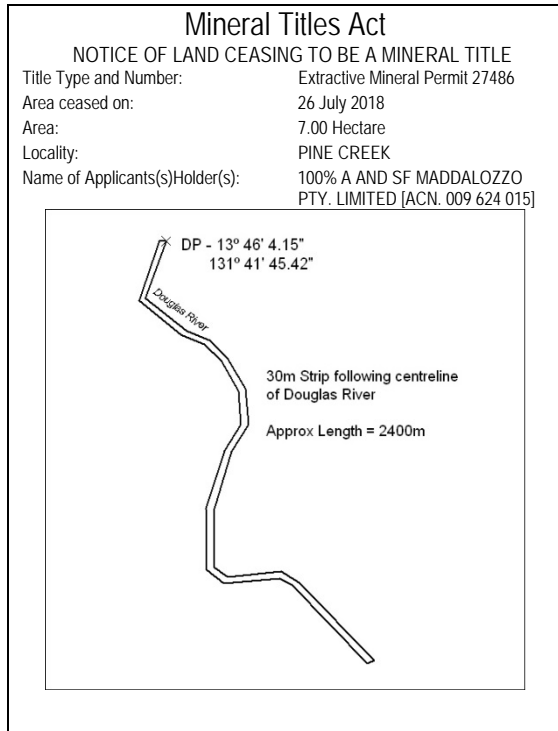 Mineral Titles Act
NOTICE OF LAND CEASING TO BE A MINERAL TITLE
Title Type and Number: Extractive Mineral Permit 27486
Area ceased on: 26 July 2018
Area: 7.00 Hectare
Locality: PINE CREEK
Name of Applicants(s)Holder(s): 100% A AND SF MADDALOZZO
PTY. LIMITED [ACN. 009 624 015]
DP - 13º 46' 4.15"
131º 41' 45.42"
Douglas River
30m Strip following centreline
of Douglas River
Approx Length = 2400m